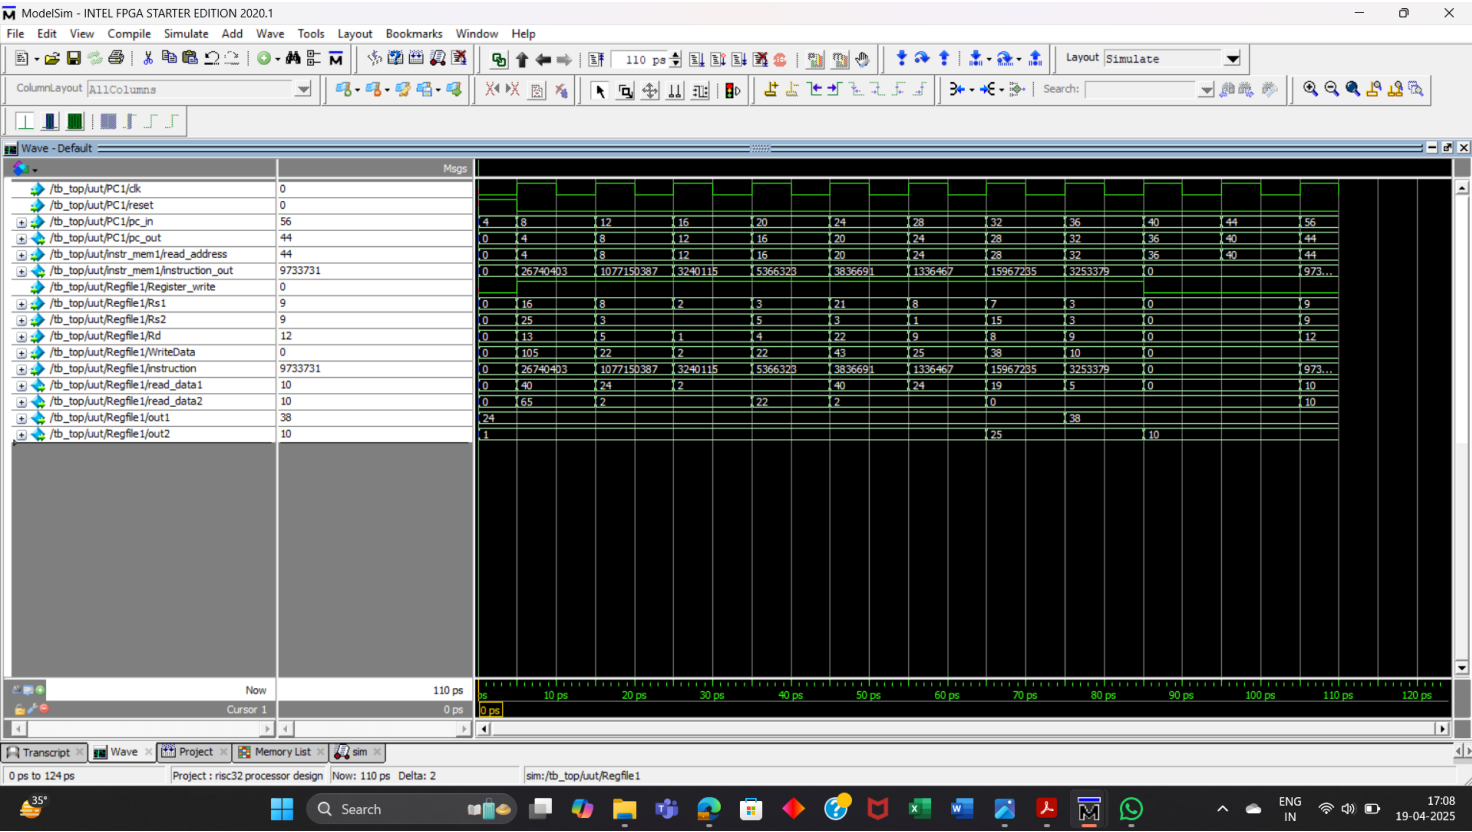 ModelSim - INTEL FPGA STARTER EDITION 2020.1
File Edit View Compile Simulate Add Wave Tools Layout Bookmarks Window Help
110 ps
Layout Simulate
ColumnLayout AllColumns
Search:
Wave - Default
Msgs
/tb_top/uut/PC1/clk 0
/tb_top/uut/PC1/reset 0
/tb_top/uut/PC1/pc_in 56 4 8 12 16 20 24 28 32 36 40 44 56
/tb_top/uut/PC1/pc_out 44 0 4 8 12 16 20 24 28 32 36 40 44
/tb_top/uut/instr_mem1/read_address 44 0 4 8 12 16 20 24 28 32 36 40 44
/tb_top/uut/instr_mem1/instruction_out 9733731 0 26740403 1077150387 3240115 5366323 3836691 1336467 15967235 3253379 0 973...
/tb_top/uut/Regfile1/Register_write 0
/tb_top/uut/Regfile1/Rs1 9 0 16 8 2 3 21 8 7 3 0 9
/tb_top/uut/Regfile1/Rs2 9 0 25 3 5 3 1 15 3 0 9
/tb_top/uut/Regfile1/Rd 12 0 13 5 1 4 22 9 8 9 0 12
/tb_top/uut/Regfile1/WriteData 0 0 105 22 2 22 43 25 38 10 0
/tb_top/uut/Regfile1/instruction 9733731 0 26740403 1077150387 3240115 5366323 3836691 1336467 15967235 3253379 0 973...
/tb_top/uut/Regfile1/read_data1 10 0 40 24 2 40 24 19 5 0 10
/tb_top/uut/Regfile1/read_data2 10 0 65 2 22 2 0 10
/tb_top/uut/Regfile1/out1 38 24 38
/tb_top/uut/Regfile1/out2 10 1 25 10
Now 110 ps ps 10 ps 20 ps 30 ps 40 ps 50 ps 60 ps 70 ps 80 ps 90 ps 100 ps 110 ps 120 ps
Cursor 1 0 ps 0 ps
Transcript Wave Project Memory List sim
0 ps to 124 ps Project : risc32 processor design Now: 110 ps Delta: 2 sim:/tb_top/uut/Regfile1
35° Search ENG IN 17:08 19-04-2025